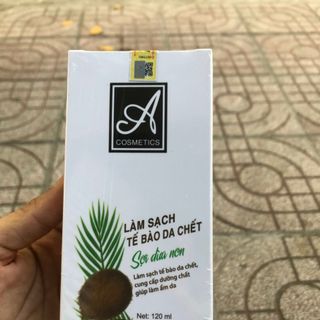 A
COSMETICS
LÀM SẠCH
TẾ BÀO DA CHẾT
Sọ dừa non
Làm sạch tế bào da chết,
cung cấp dưỡng chất
giúp làm ẩm da
Net: 120 ml